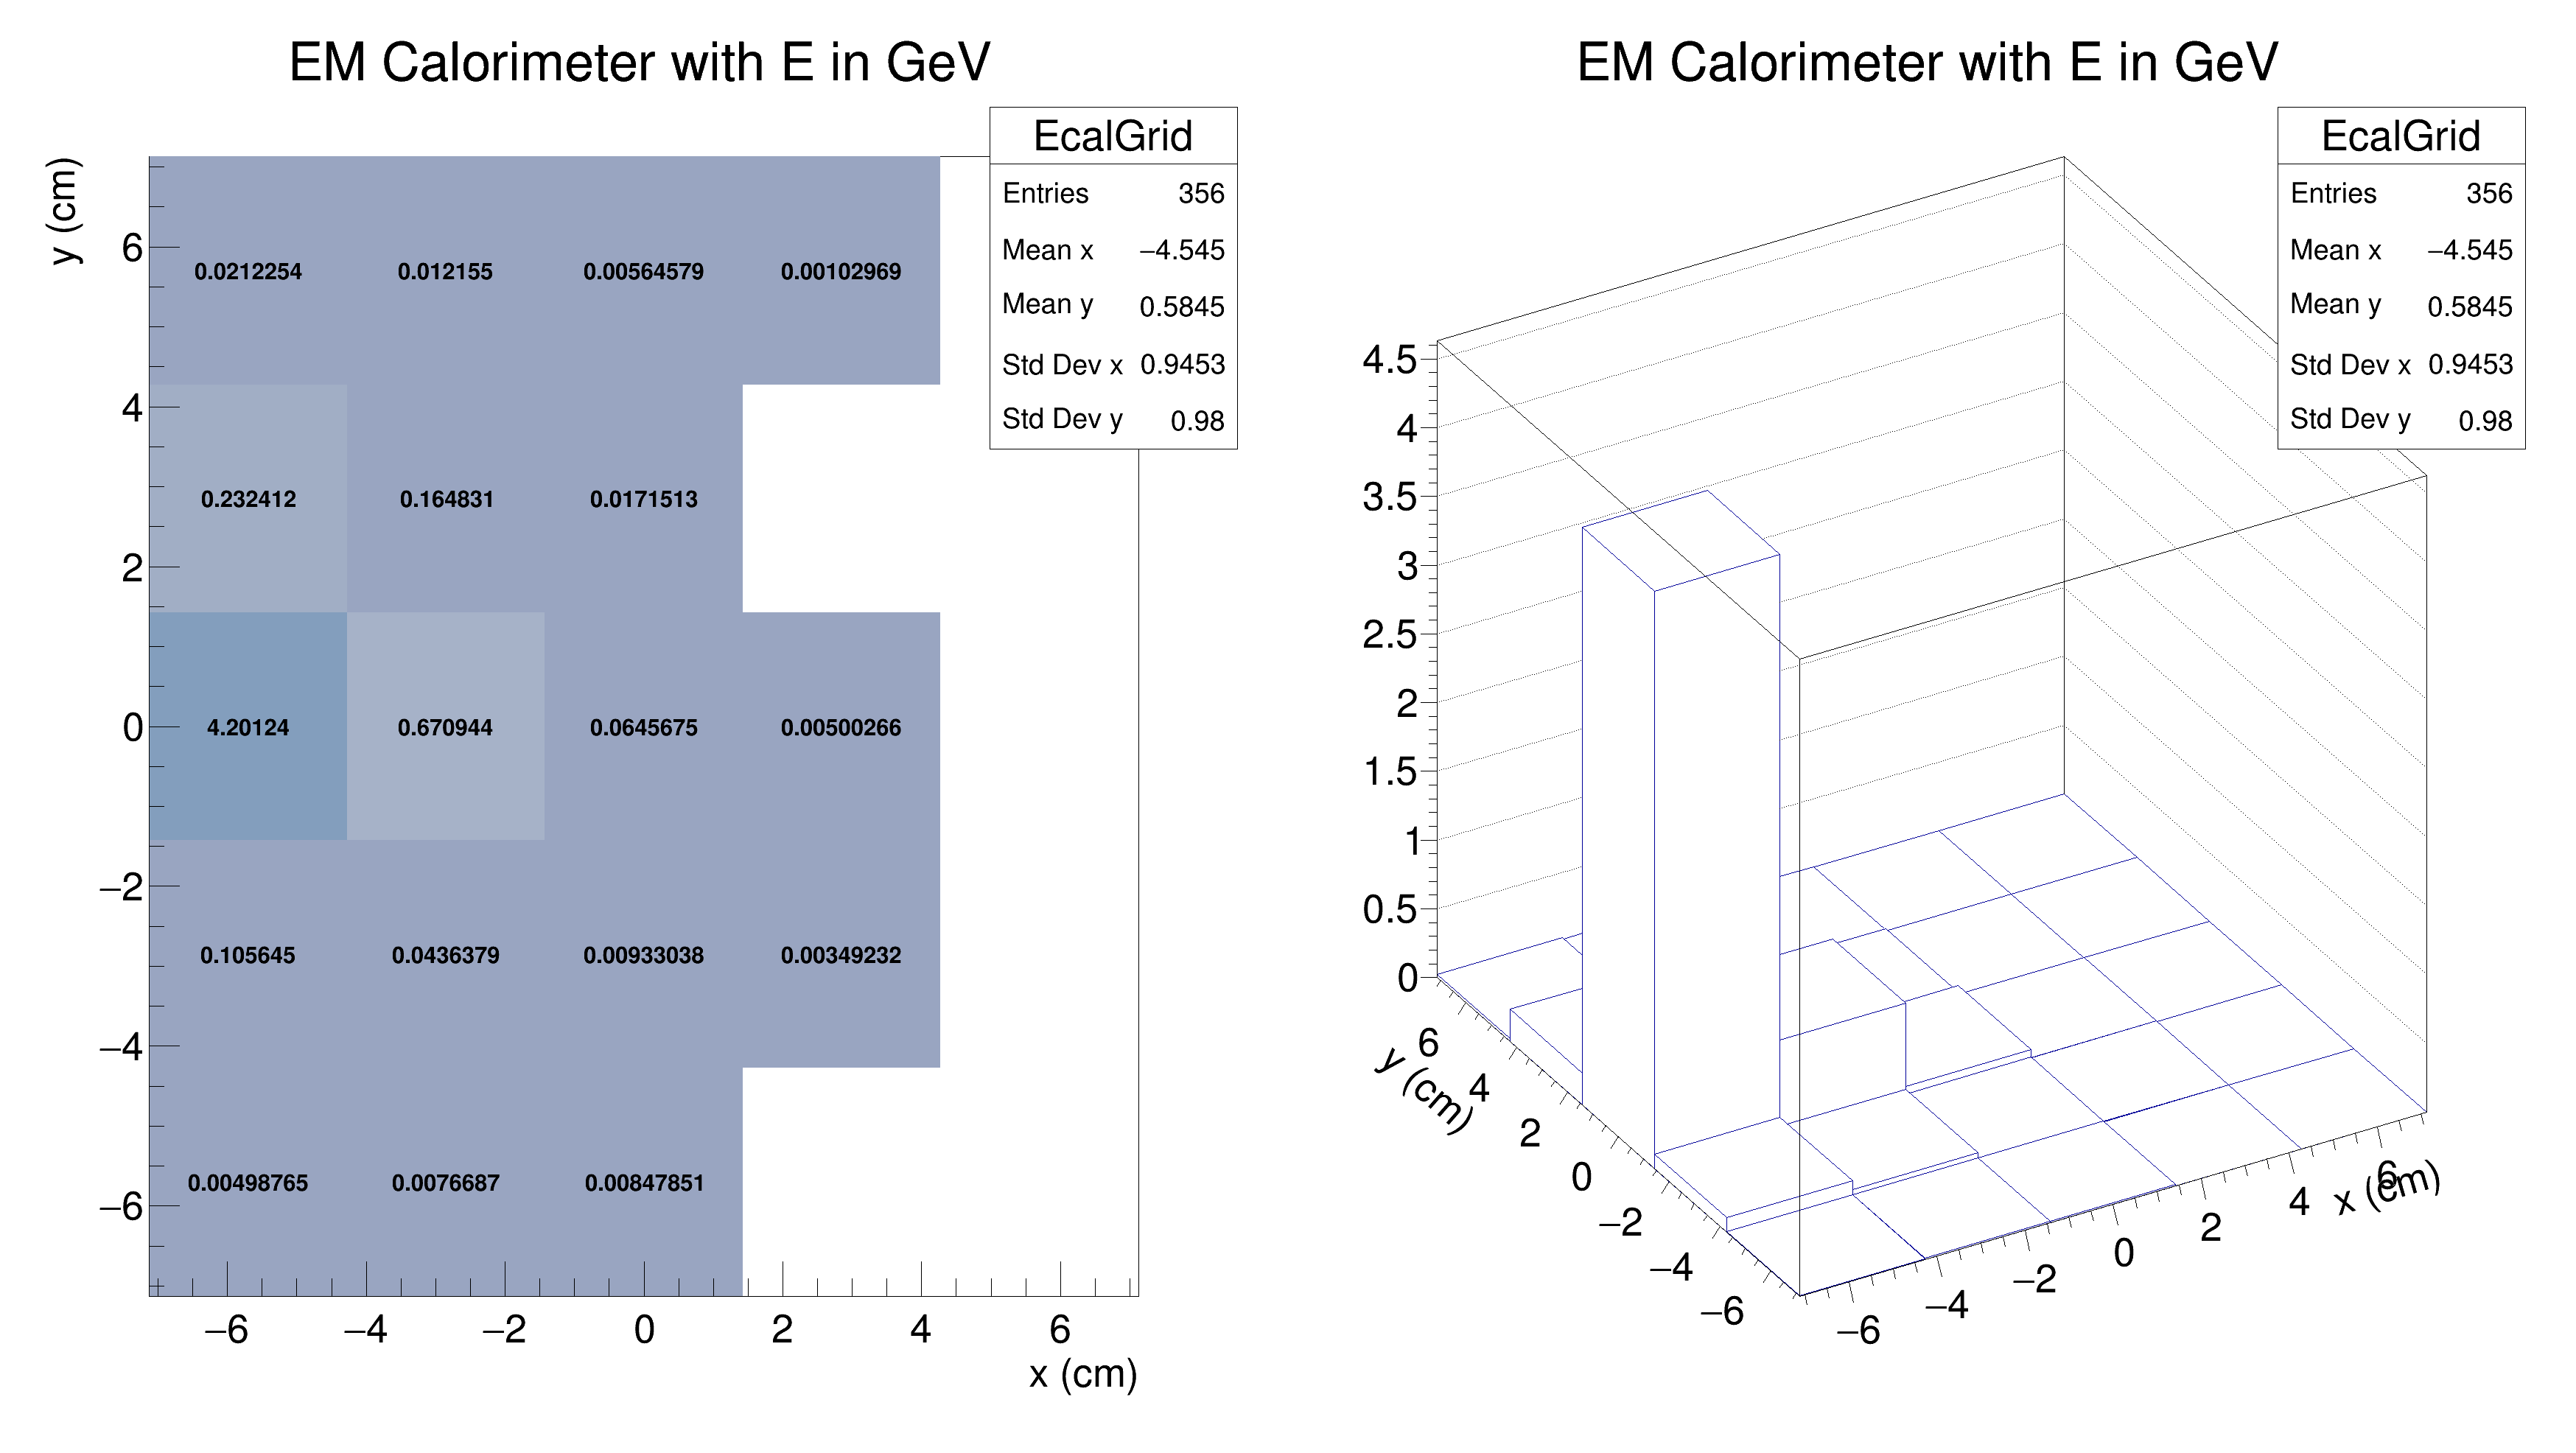 EM Calorimeter with E in GeV
EcalGrid
Entries 356
Mean x −4.545
Mean y 0.5845
Std Dev x 0.9453
Std Dev y 0.98
y (cm)
6
4
2
0
−2
−4
−6
0.0212254 0.012155 0.00564579 0.00102969
0.232412 0.164831 0.0171513
4.20124 0.670944 0.0645675 0.00500266
0.105645 0.0436379 0.00933038 0.00349232
0.00498765 0.0076687 0.00847851
−6 −4 −2 0 2 4 6
x (cm)
EM Calorimeter with E in GeV
EcalGrid
Entries 356
Mean x −4.545
Mean y 0.5845
Std Dev x 0.9453
Std Dev y 0.98
4.5
4
3.5
3
2.5
2
1.5
1
0.5
0
6
4
2
0
−2
−4
−6
y (cm)
−6
−4
−2
0
2
4
6
x (cm)